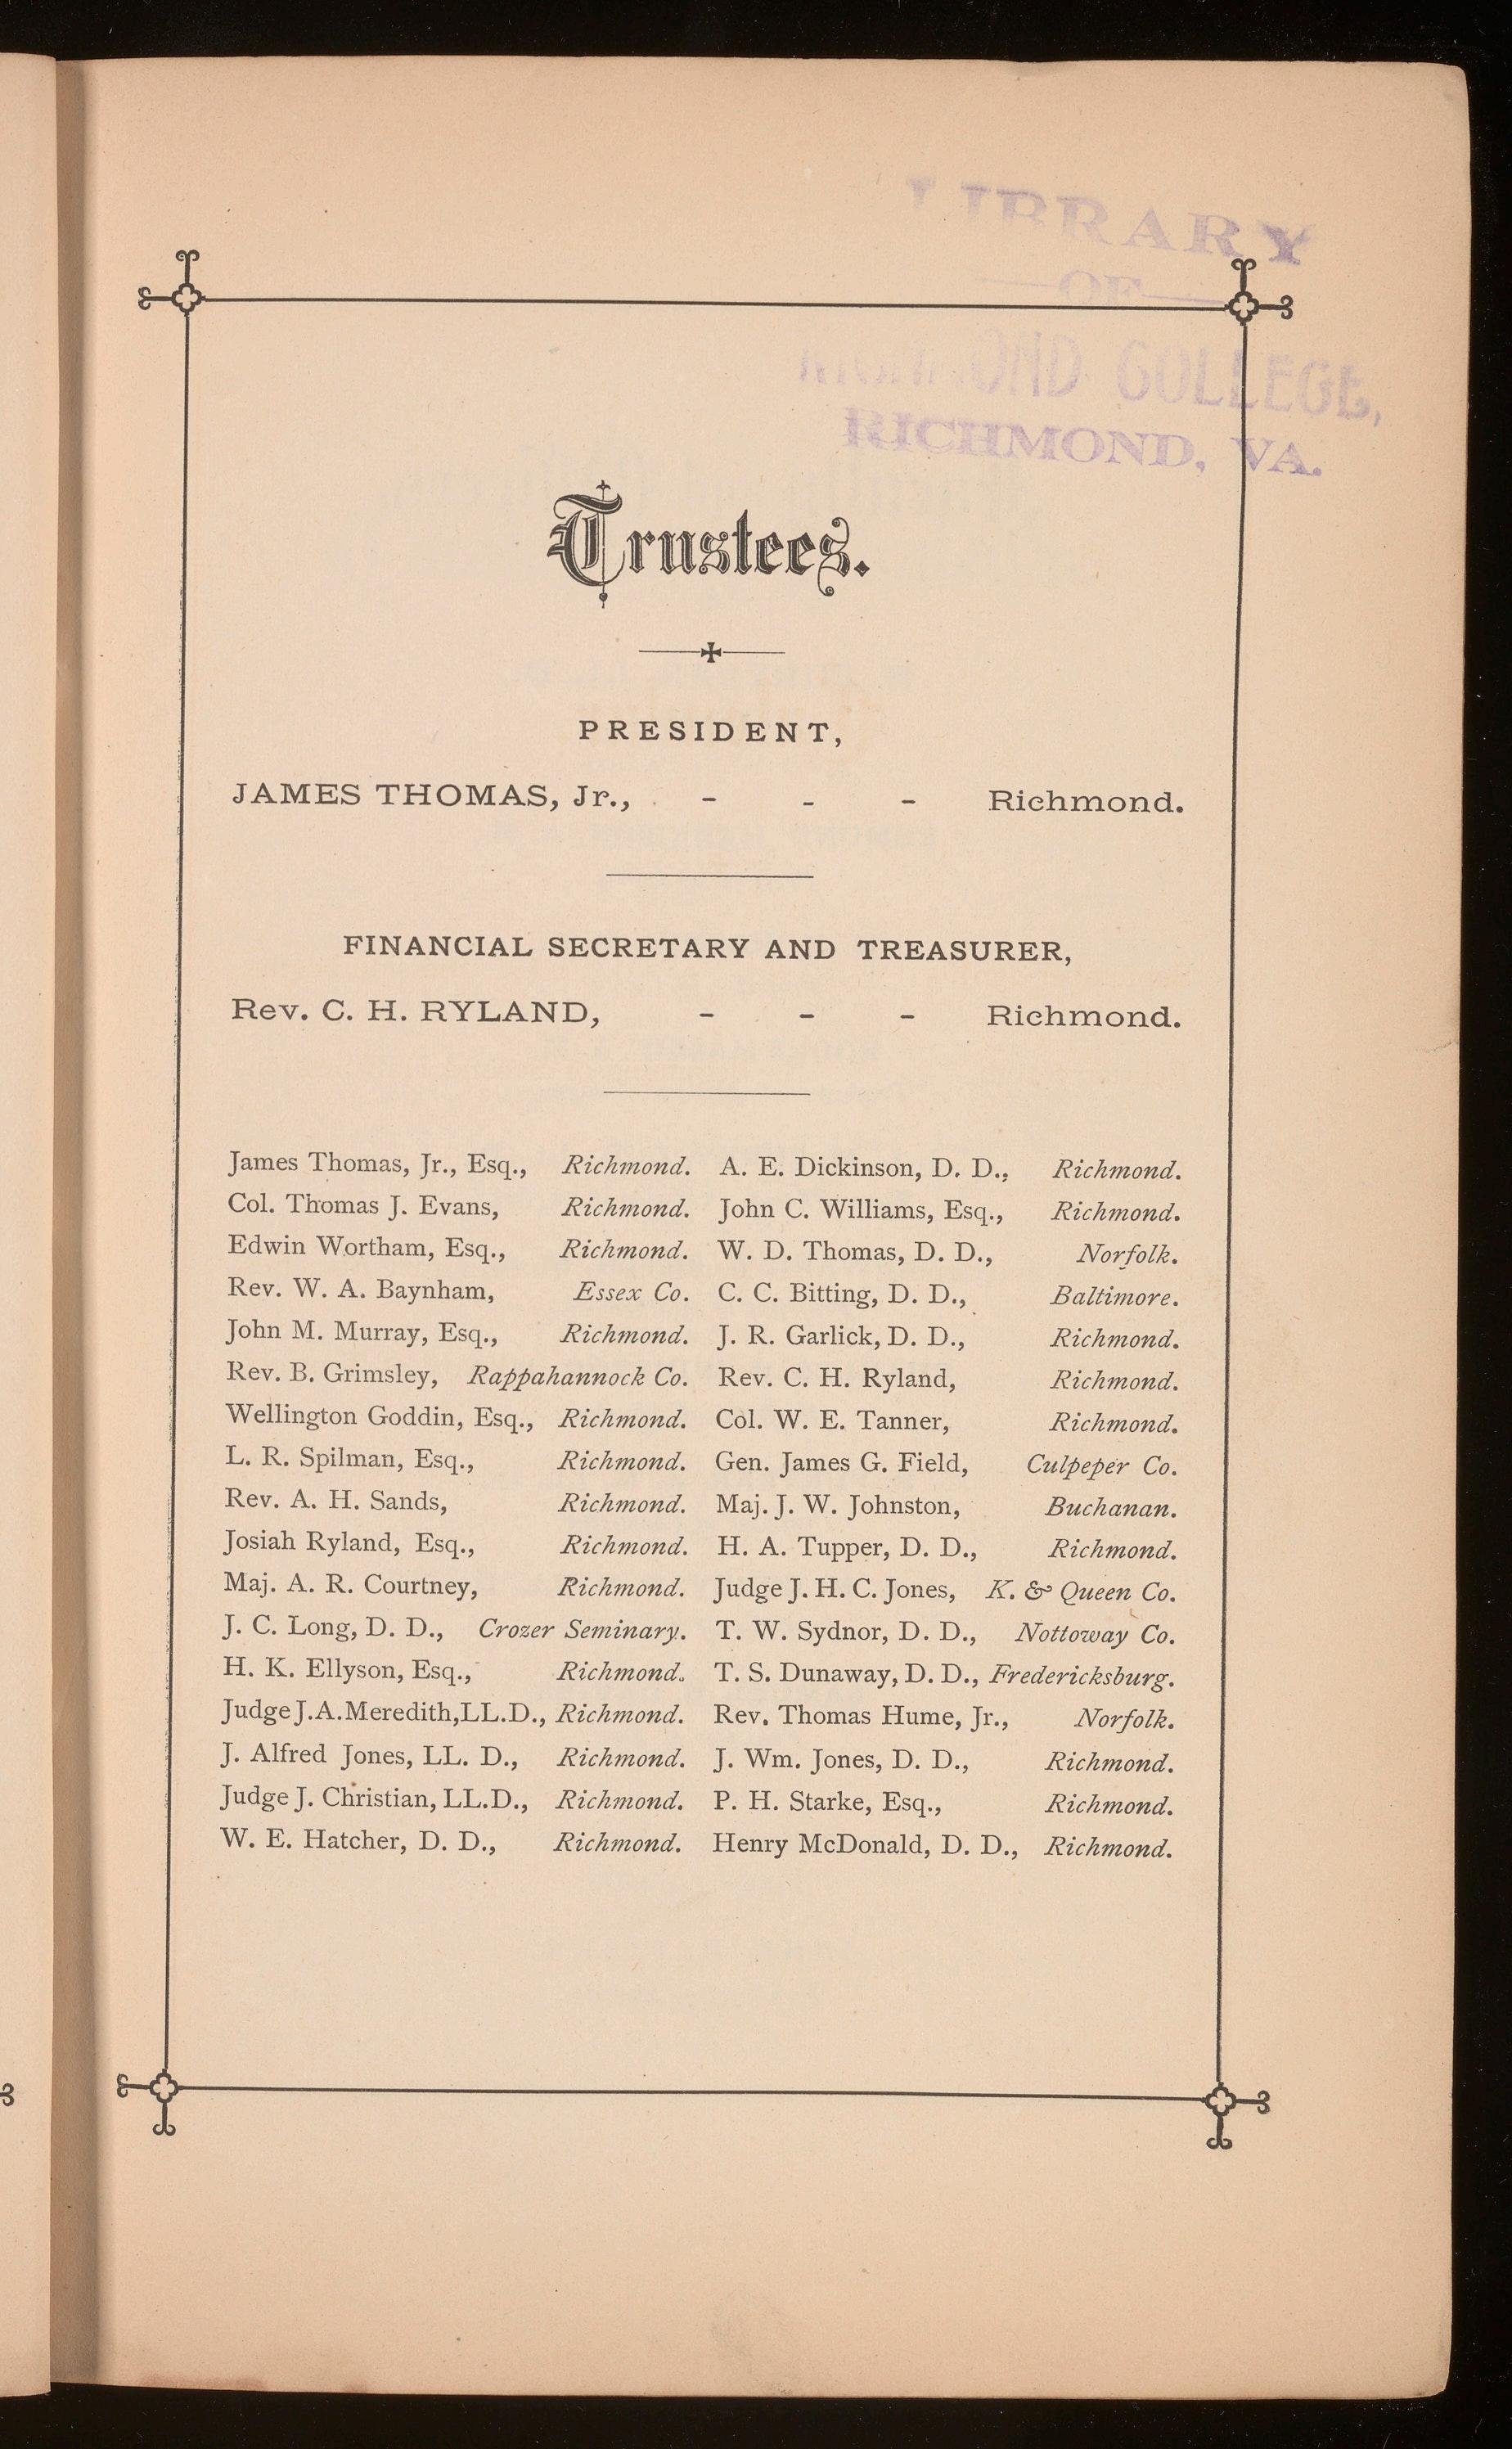 LIBRARY
OF
RICHMOND COLLEGE,
RICHMOND, VA.
Trustees.
PRESIDENT,
JAMES THOMAS, Jr., - - - Richmond.
FINANCIAL SECRETARY AND TREASURER,
Rev. C. H. RYLAND, - - - Richmond.
James Thomas, Jr., Esq., Richmond.
Col. Thomas J. Evans, Richmond.
Edwin Wortham, Esq., Richmond.
Rev. W. A. Baynham, Essex Co.
John M. Murray, Esq., Richmond.
Rev. B. Grimsley, Rappahannock Co.
Wellington Goddin, Esq., Richmond.
L. R. Spilman, Esq., Richmond.
Rev. A. H. Sands, Richmond.
Josiah Ryland, Esq., Richmond.
Maj. A. R. Courtney, Richmond.
J. C. Long, D. D., Crozer Seminary.
H. K. Ellyson, Esq., Richmond.
Judge J. A. Meredith, LL.D., Richmond.
J. Alfred Jones, LL. D., Richmond.
Judge J. Christian, LL.D., Richmond.
W. E. Hatcher, D. D., Richmond.
A. E. Dickinson, D. D., Richmond.
John C. Williams, Esq., Richmond.
W. D. Thomas, D. D., Norfolk.
C. C. Bitting, D. D., Baltimore.
J. R. Garlick, D. D., Richmond.
Rev. C. H. Ryland, Richmond.
Col. W. E. Tanner, Richmond.
Gen. James G. Field, Culpeper Co.
Maj. J. W. Johnston, Buchanan.
H. A. Tupper, D. D., Richmond.
Judge J. H. C. Jones, K. & Queen Co.
T. W. Sydnor, D. D., Nottoway Co.
T. S. Dunaway, D. D., Fredericksburg.
Rev. Thomas Hume, Jr., Norfolk.
J. Wm. Jones, D. D., Richmond.
P. H. Starke, Esq., Richmond.
Henry McDonald, D. D., Richmond.